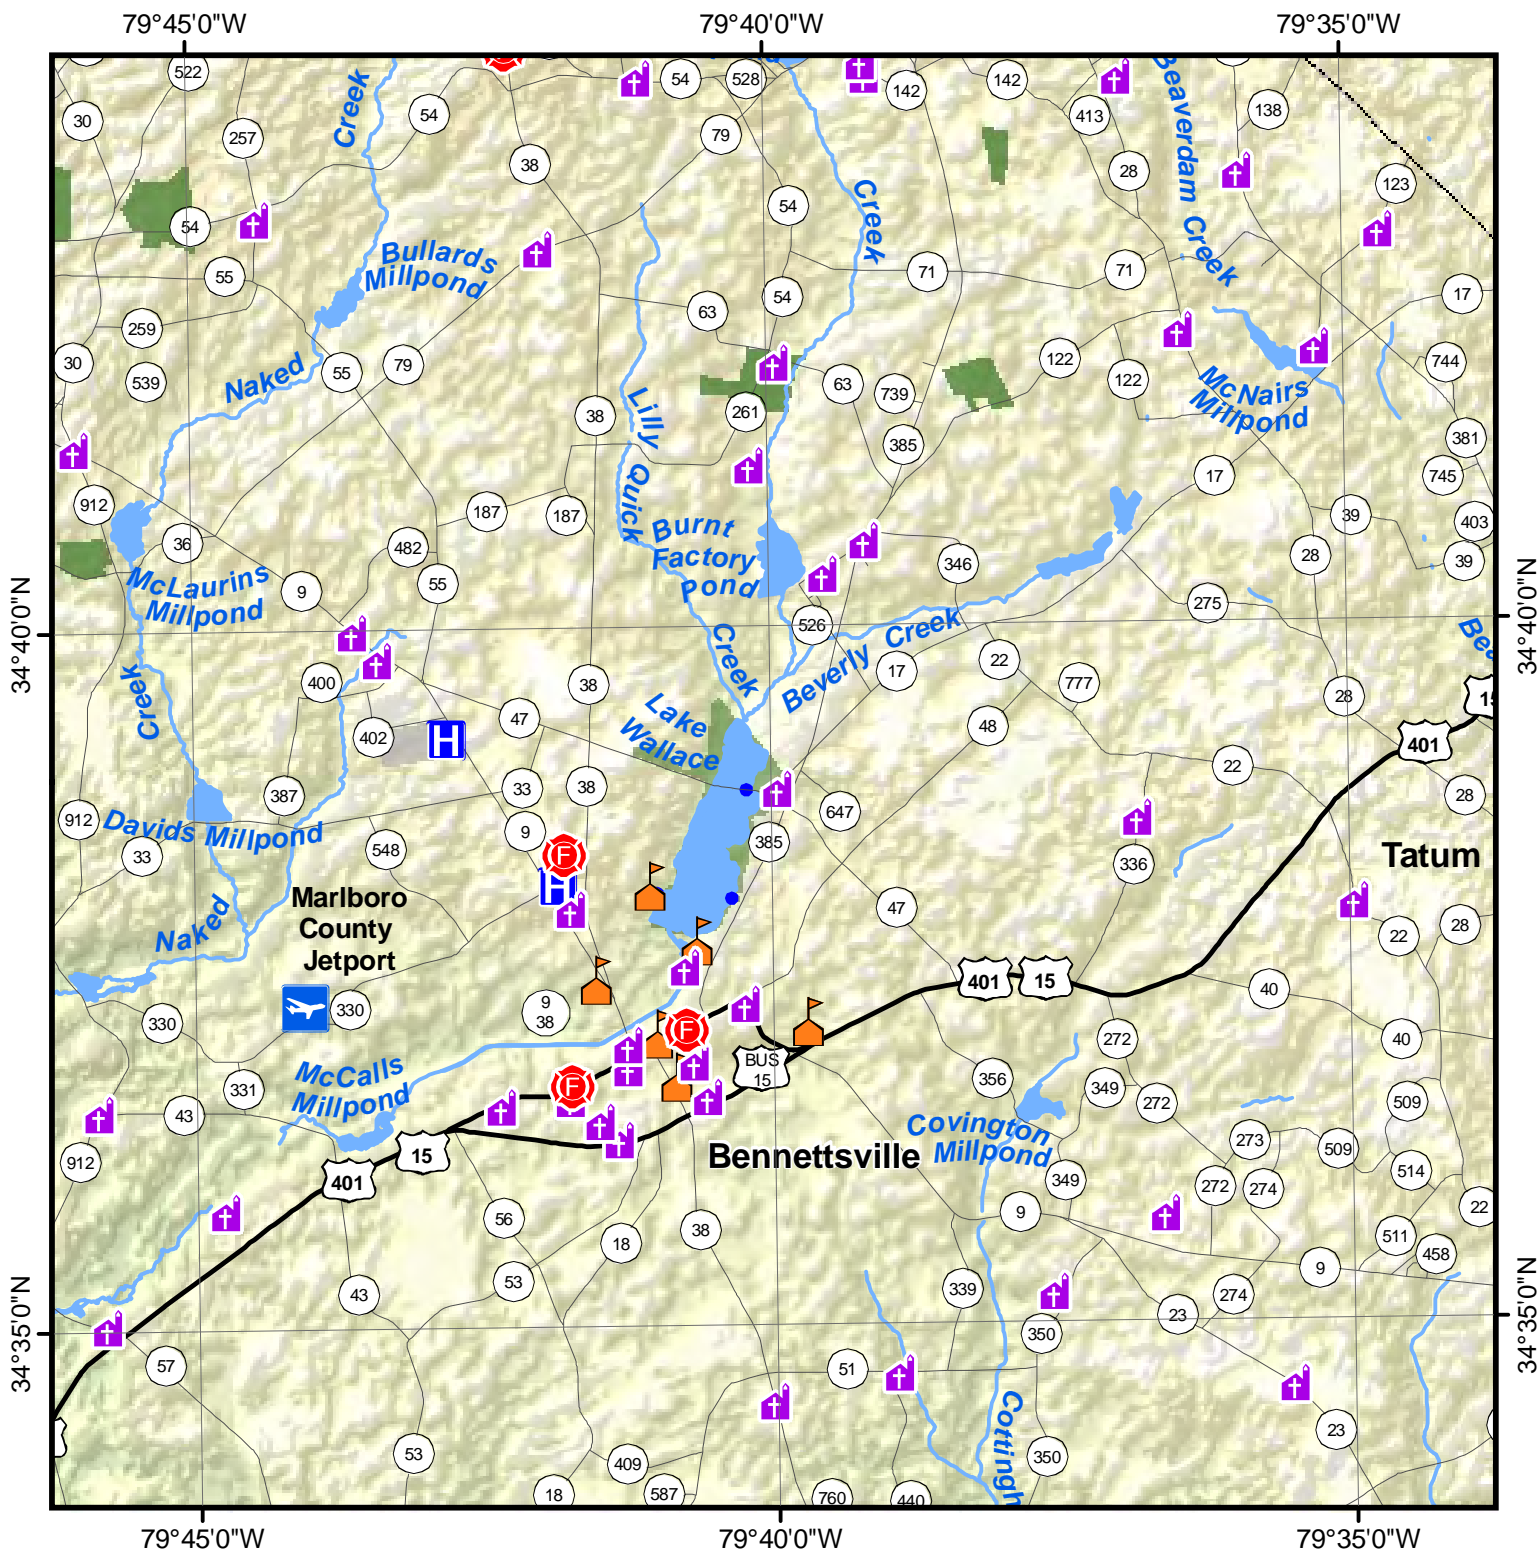 79°45'0"W
79°40'0"W
79°35'0"W
522
54
528
142
142
413
138
30
257
54
79
38
28
123
Creek
Beaverdam Creek
54
54
Creek
Bullards
Millpond
55
71
71
17
54
63
259
30
539
Naked
55
79
122
122
744
63
739
McNairs
Millpond
38
261
Lilly Quick
385
381
745
17
912
187
187
39
403
36
482
Burnt
Factory
Pond
346
28
39
McLaurins
Millpond
9
55
275
34°40'0"N
34°40'0"N
526
Beverly Creek
Creek
22
17
777
28
400
38
Creek
402
H
47
Lake
Wallace
48
401
15
22
28
387
33
38
647
912
Davids Millpond
9
385
33
548
336
Tatum
F
H
Marlboro
County
Jetport
47
22
28
Naked
401
15
40
330
330
9
38
F
272
40
BUS
15
356
McCalls
Millpond
F
331
43
349
272
509
Covington
Millpond
273
509
912
15
401
Bennettsville
349
272
274
514
22
56
9
38
18
511
458
9
53
339
274
43
23
350
34°35'0"N
34°35'0"N
57
51
23
Cottingh
53
409
350
18
587
760
440
79°45'0"W
79°40'0"W
79°35'0"W